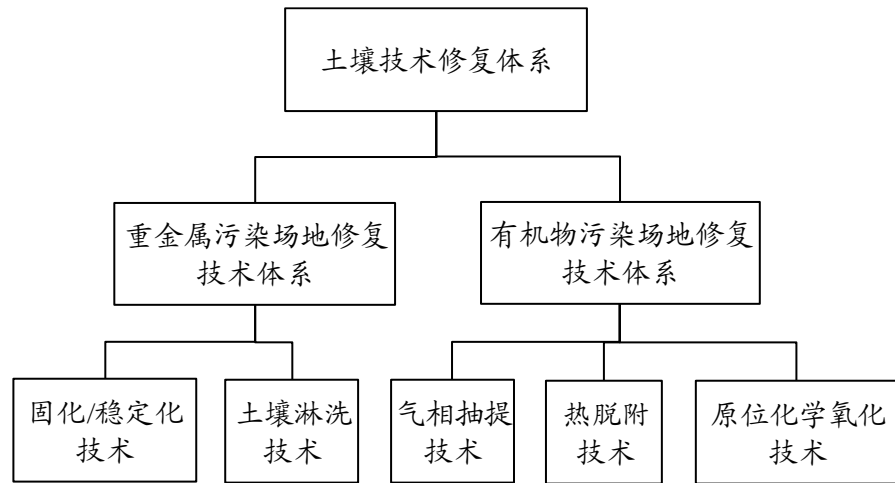 土壤技术修复体系
重金属污染场地修复
技术体系
有机物污染场地修复
技术体系
固化/稳定化
技术
土壤淋洗
技术
气相抽提
技术
热脱附
技术
原位化学氧化
技术